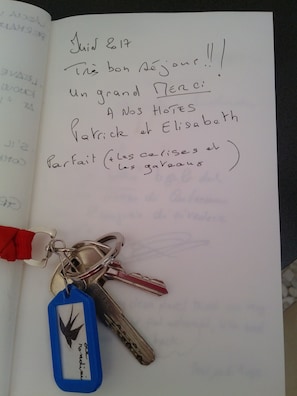 Juin 2017
Très bon séjour!!!
Un grand MERCI
A NOS HOTES
Patrick et Elisabeth
Parfait (+ les cerises et
les gateaux)